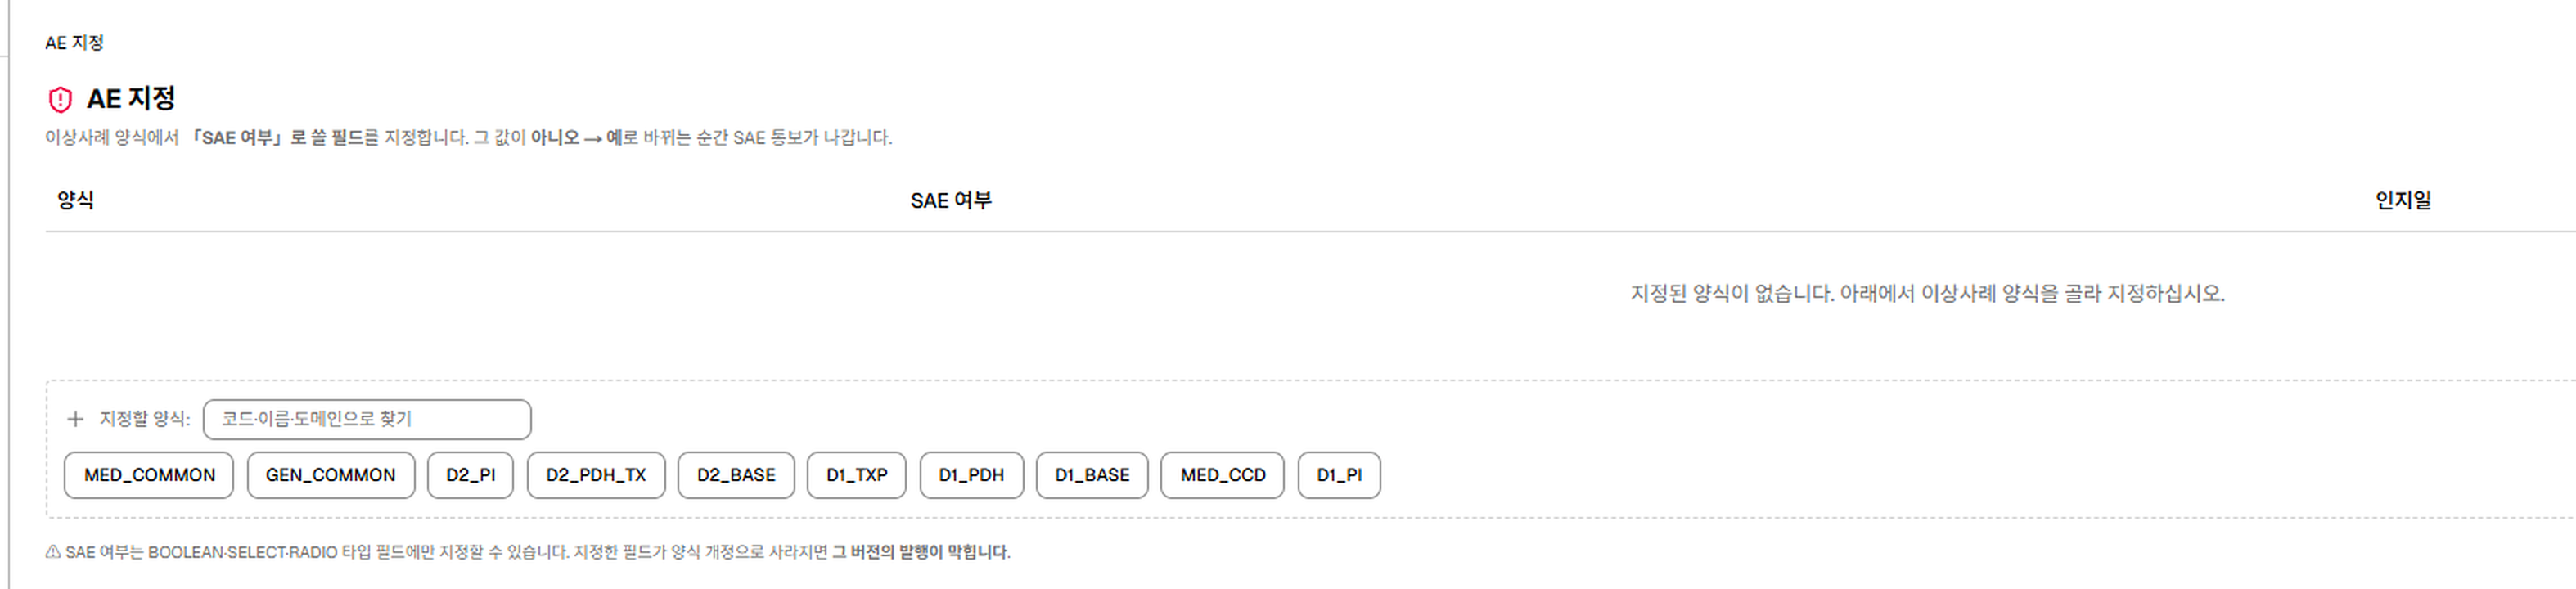 AE 지정
AE 지정
이상사례 양식에서 「SAE 여부」로 쓸 필드를 지정합니다. 그 값이 아니오 → 예로 바뀌는 순간 SAE 통보가 나갑니다.
양식 SAE 여부 인지일
지정된 양식이 없습니다. 아래에서 이상사례 양식을 골라 지정하십시오.
+ 지정할 양식: 코드·이름·도메인으로 찾기
MED_COMMON GEN_COMMON D2_PI D2_PDH_TX D2_BASE D1_TXP D1_PDH D1_BASE MED_CCD D1_PI
⚠ SAE 여부는 BOOLEAN·SELECT·RADIO 타입 필드에만 지정할 수 있습니다. 지정한 필드가 양식 개정으로 사라지면 그 버전의 발행이 막힙니다.